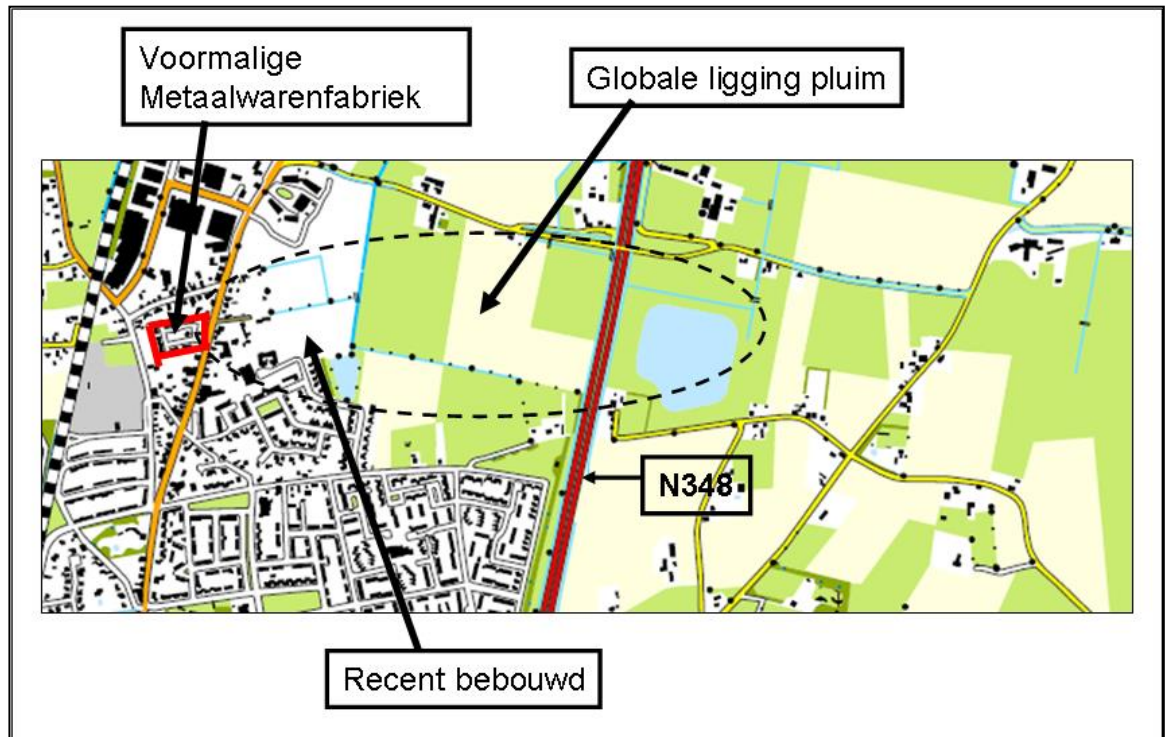 Voormalige
Metaalwarenfabriek
Globale ligging pluim
N348
Recent bebouwd